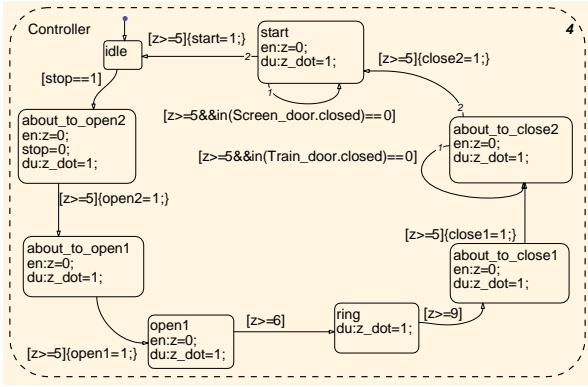 Controller
4
idle
[z>=5]{start=1;}
2
start
en:z=0;
du:z_dot=1;
1
[z>=5&&in(Screen_door.closed)==0]
[z>=5]{close2=1;}
2
[stop==1]
about_to_open2
en:z=0;
stop=0;
du:z_dot=1;
about_to_close2
en:z=0;
du:z_dot=1;
1
[z>=5&&in(Train_door.closed)==0]
[z>=5]{open2=1;}
about_to_open1
en:z=0;
du:z_dot=1;
[z>=5]{close1=1;}
about_to_close1
en:z=0;
du:z_dot=1;
[z>=5]{open1=1;}
open1
en:z=0;
du:z_dot=1;
[z>=6]
ring
du:z_dot=1;
[z>=9]